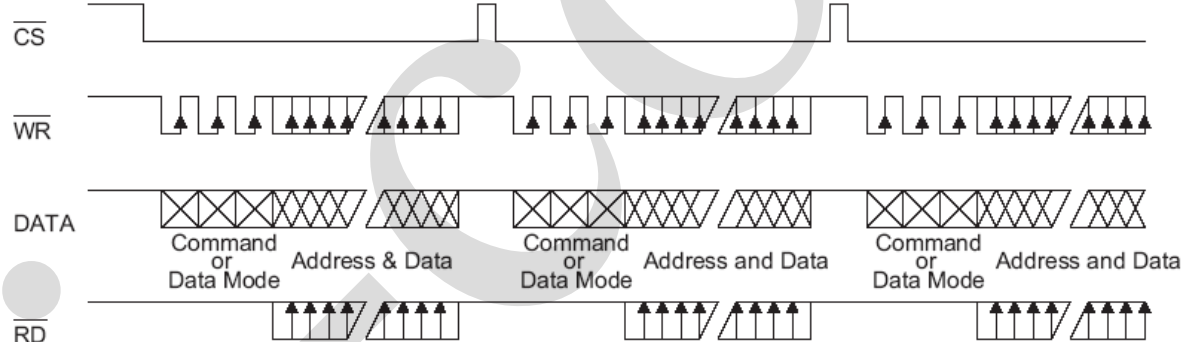 CS
WR
DATA
Command
or
Data Mode
Address & Data
Command
or
Data Mode
Address and Data
Command
or
Data Mode
Address and Data
RD